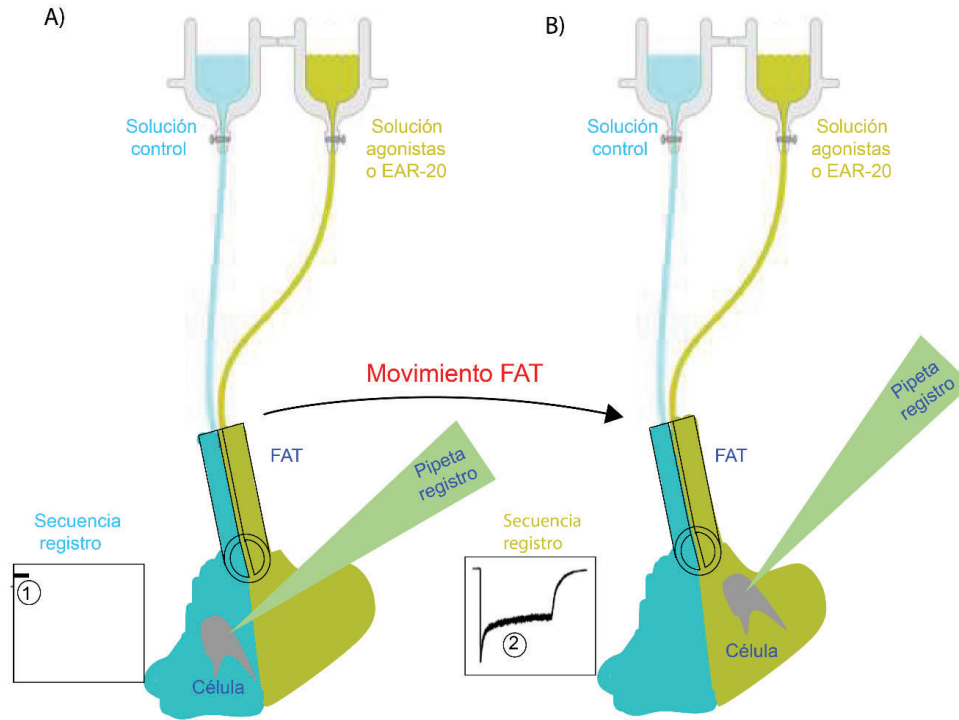 A)
Solución
control
Solución
agonistas
o EAR-20
B)
Solución
control
Solución
agonistas
o EAR-20
Movimiento FAT
FAT
Pipeta
registro
Secuencia
registro
1
Célula
FAT
Pipeta
registro
Secuencia
registro
2
Célula